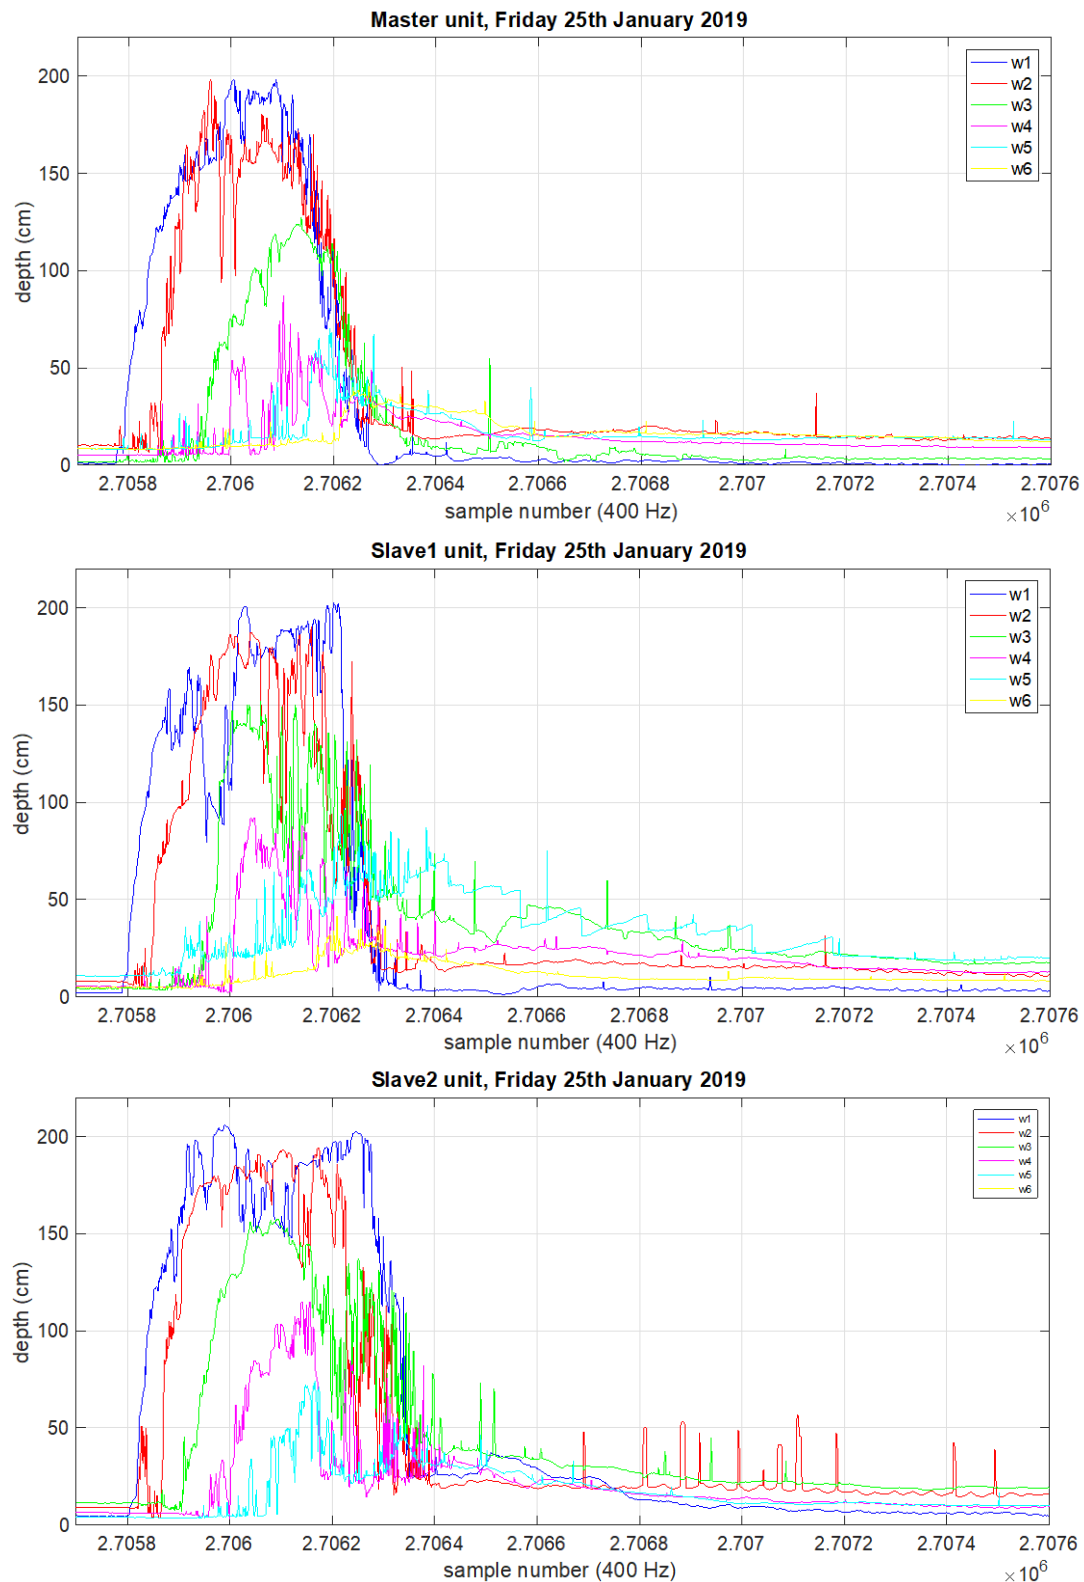 Master unit, Friday 25th January 2019
depth (cm)
200
150
100
50
0
w1
w2
w3
w4
w5
w6
2.7058 2.706 2.7062 2.7064 2.7066 2.7068 2.707 2.7072 2.7074 2.7076
sample number (400 Hz)
×10^6
Slave1 unit, Friday 25th January 2019
depth (cm)
200
150
100
50
0
w1
w2
w3
w4
w5
w6
2.7058 2.706 2.7062 2.7064 2.7066 2.7068 2.707 2.7072 2.7074 2.7076
sample number (400 Hz)
×10^6
Slave2 unit, Friday 25th January 2019
depth (cm)
200
150
100
50
0
w1
w2
w3
w4
w5
w6
2.7058 2.706 2.7062 2.7064 2.7066 2.7068 2.707 2.7072 2.7074 2.7076
sample number (400 Hz)
×10^6